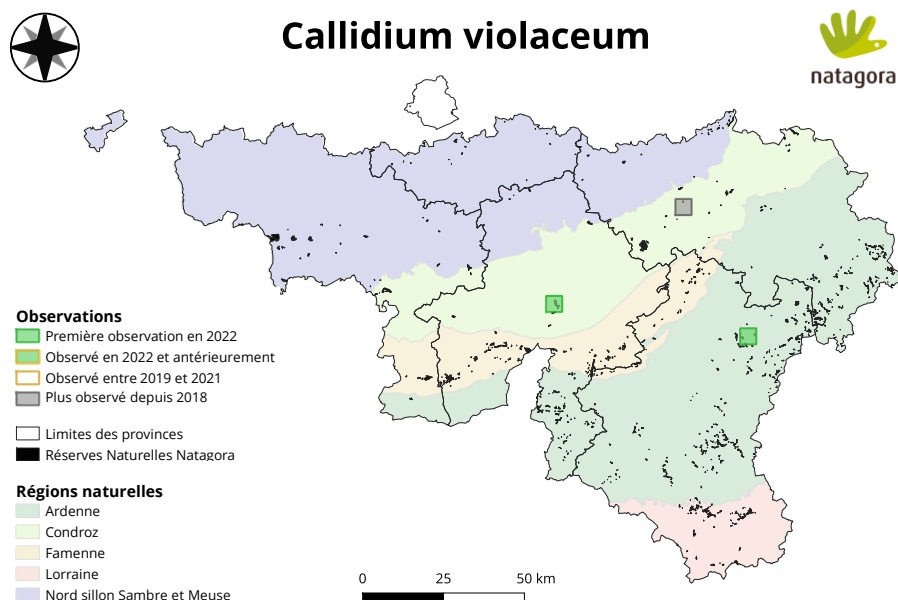 Callidium violaceum
natagora
Observations
Première observation en 2022
Observé en 2022 et antérieurement
Observé entre 2019 et 2021
Plus observé depuis 2018
Limites des provinces
Réserves Naturelles Natagora
Régions naturelles
Ardenne
Condroz
Famenne
Lorraine
Nord sillon Sambre et Meuse
0 25 50 km